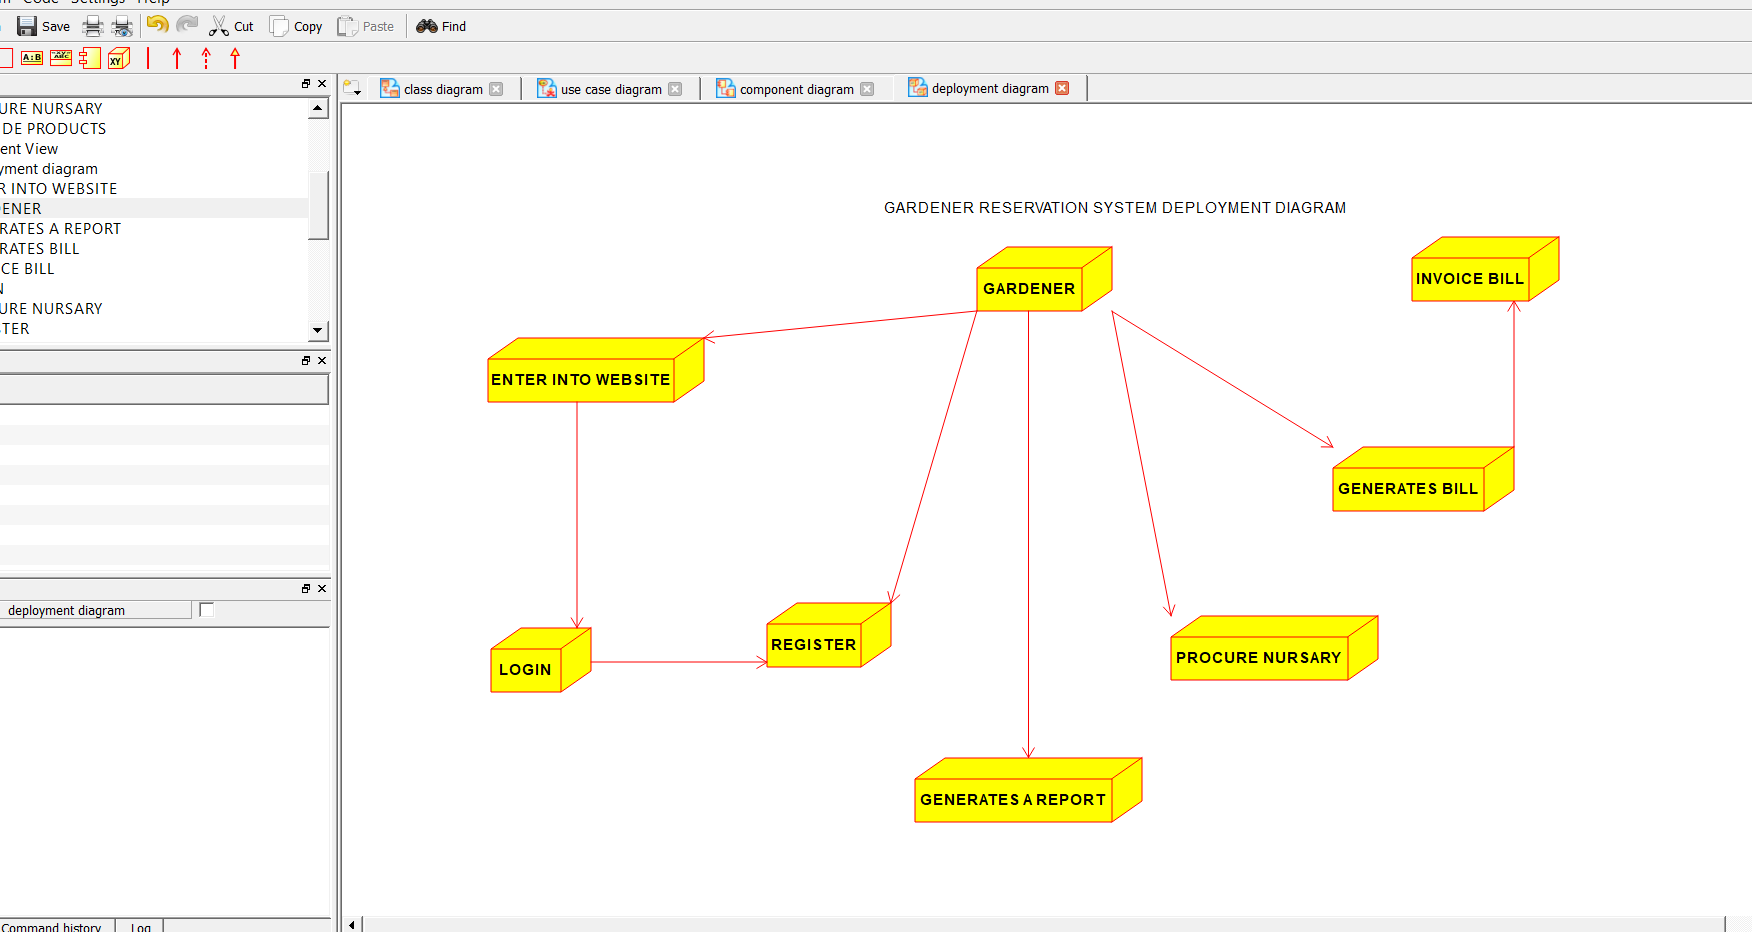 Code Settings Help
Save Cut Copy Paste Find
A:B
XY
URE NURSARY
DE PRODUCTS
ent View
yment diagram
R INTO WEBSITE
DENER
RATES A REPORT
RATES BILL
CE BILL
N
URE NURSARY
STER
deployment diagram
Command history Log
class diagram use case diagram component diagram deployment diagram
GARDENER RESERVATION SYSTEM DEPLOYMENT DIAGRAM
GARDENER
INVOICE BILL
ENTER INTO WEBSITE
GENERATES BILL
REGISTER
LOGIN
PROCURE NURSARY
GENERATES A REPORT